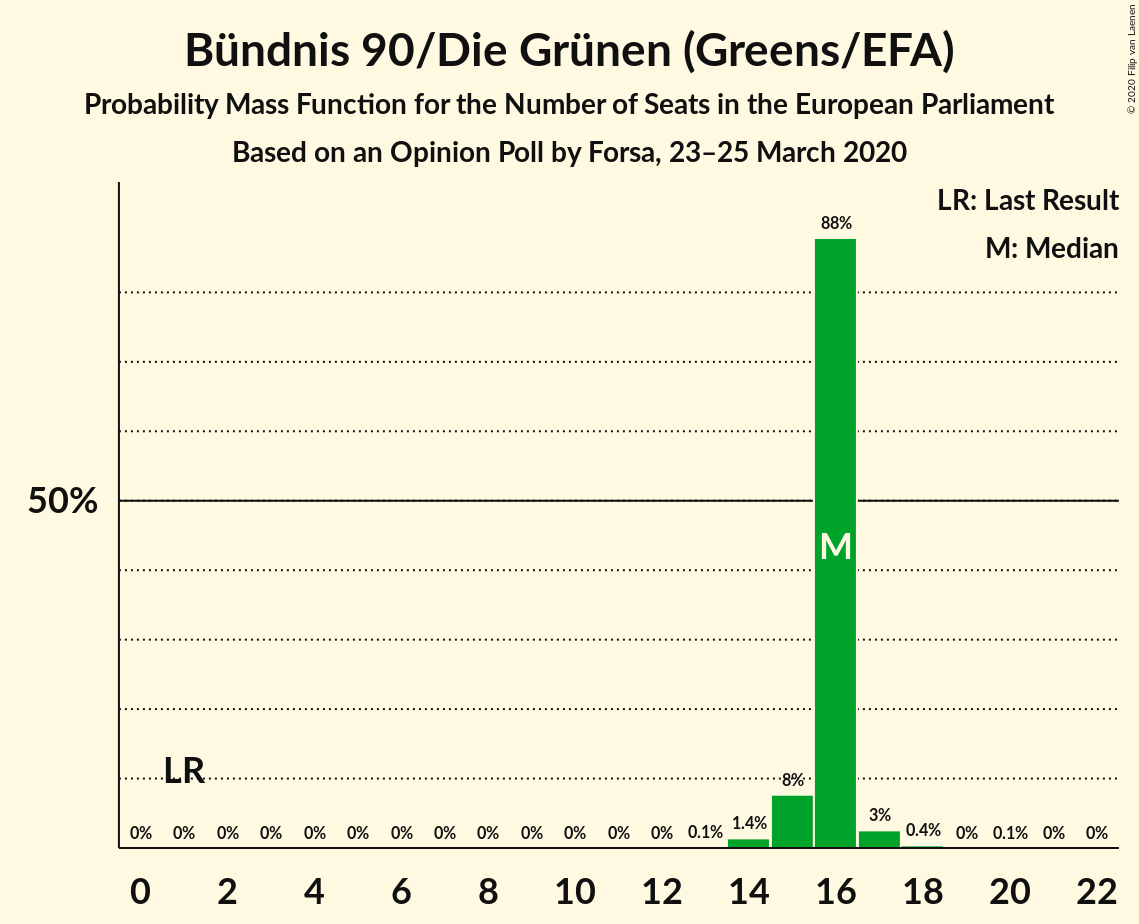 Bündnis 90/Die Grünen (Greens/EFA)
Probability Mass Function for the Number of Seats in the European Parliament
Based on an Opinion Poll by Forsa, 23–25 March 2020
© 2020 Filip van Laenen
LR: Last Result
M: Median
88%
50%
M
LR
0% 0% 0% 0% 0% 0% 0% 0% 0% 0% 0% 0% 0% 0.1% 1.4% 8% 3% 0.4% 0% 0.1% 0% 0%
0 2 4 6 8 10 12 14 16 18 20 22